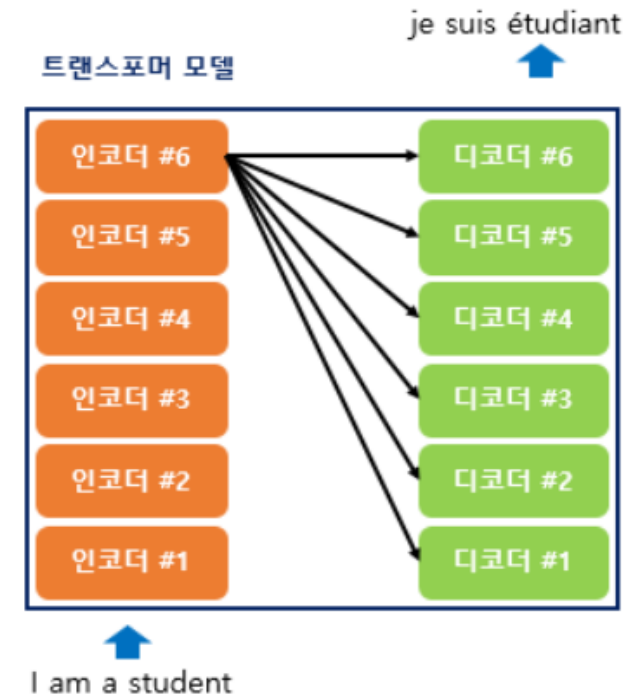 je suis étudiant
트랜스포머 모델
인코더 #6
디코더 #6
인코더 #5
디코더 #5
인코더 #4
디코더 #4
인코더 #3
디코더 #3
인코더 #2
디코더 #2
인코더 #1
디코더 #1
I am a student